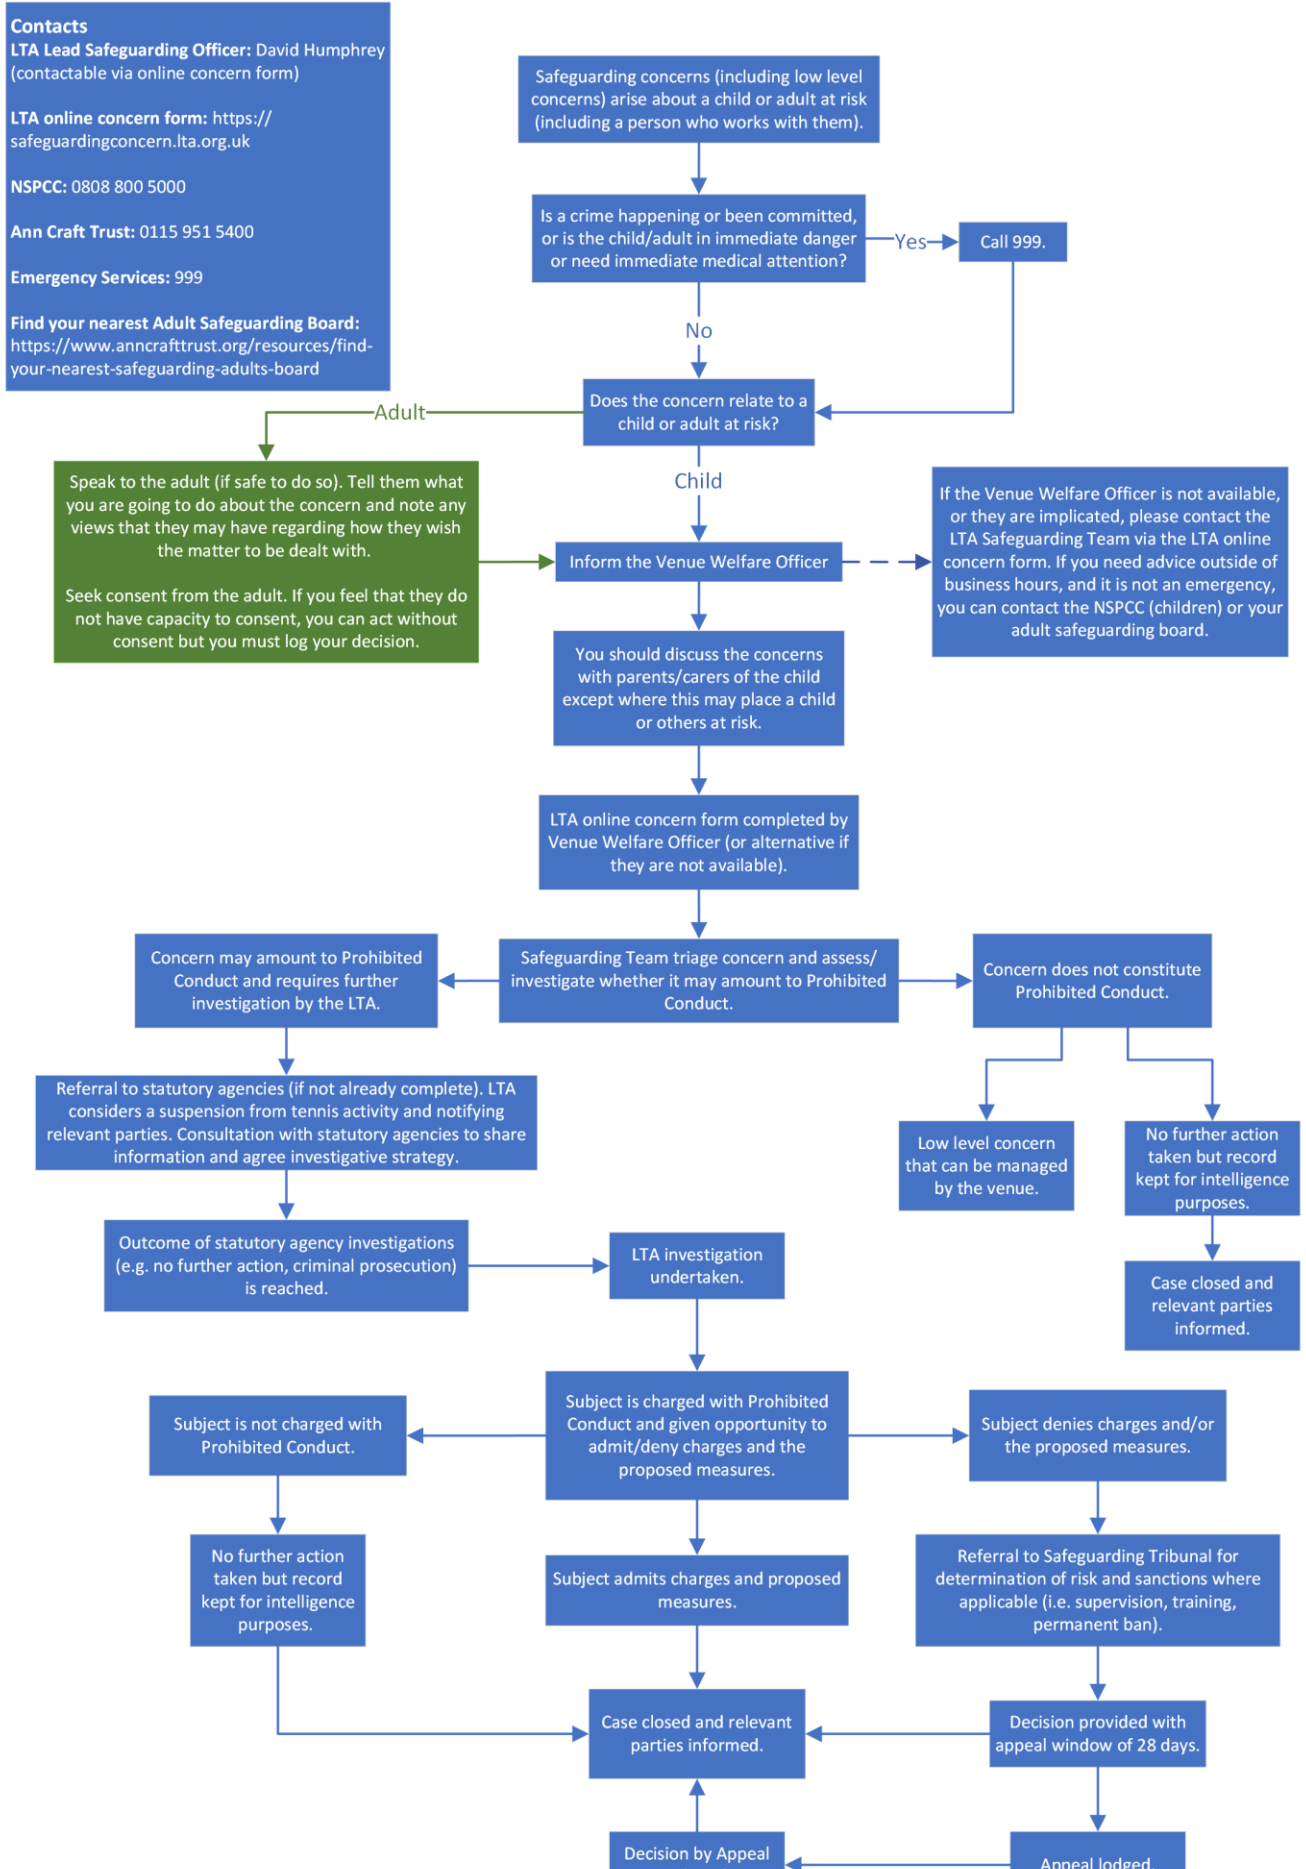 Contacts
LTA Lead Safeguarding Officer: David Humphrey
(contactable via online concern form)
LTA online concern form: https://
safeguardingconcern.lta.org.uk
NSPCC: 0808 800 5000
Ann Craft Trust: 0115 951 5400
Emergency Services: 999
Find your nearest Adult Safeguarding Board:
https://www.anncrafttrust.org/resources/find-
your-nearest-safeguarding-adults-board
Safeguarding concerns (including low level
concerns) arise about a child or adult at risk
(including a person who works with them).
Is a crime happening or been committed,
or is the child/adult in immediate danger
or need immediate medical attention?
Yes
Call 999.
No
Does the concern relate to a
child or adult at risk?
Adult
Child
Speak to the adult (if safe to do so). Tell them what
you are going to do about the concern and note any
views that they may have regarding how they wish
the matter to be dealt with.
Seek consent from the adult. If you feel that they do
not have capacity to consent, you can act without
consent but you must log your decision.
Inform the Venue Welfare Officer
If the Venue Welfare Officer is not available,
or they are implicated, please contact the
LTA Safeguarding Team via the LTA online
concern form. If you need advice outside of
business hours, and it is not an emergency,
you can contact the NSPCC (children) or your
adult safeguarding board.
You should discuss the concerns
with parents/carers of the child
except where this may place a child
or others at risk.
LTA online concern form completed by
Venue Welfare Officer (or alternative if
they are not available).
Safeguarding Team triage concern and assess/
investigate whether it may amount to Prohibited
Conduct.
Concern may amount to Prohibited
Conduct and requires further
investigation by the LTA.
Concern does not constitute
Prohibited Conduct.
Referral to statutory agencies (if not already complete). LTA
considers a suspension from tennis activity and notifying
relevant parties. Consultation with statutory agencies to share
information and agree investigative strategy.
Low level concern
that can be managed
by the venue.
No further action
taken but record
kept for intelligence
purposes.
Outcome of statutory agency investigations
(e.g. no further action, criminal prosecution)
is reached.
LTA investigation
undertaken.
Case closed and
relevant parties
informed.
Subject is not charged with
Prohibited Conduct.
Subject is charged with Prohibited
Conduct and given opportunity to
admit/deny charges and the
proposed measures.
Subject denies charges and/or
the proposed measures.
No further action
taken but record
kept for intelligence
purposes.
Subject admits charges and proposed
measures.
Referral to Safeguarding Tribunal for
determination of risk and sanctions where
applicable (i.e. supervision, training,
permanent ban).
Case closed and relevant
parties informed.
Decision provided with
appeal window of 28 days.
Decision by Appeal
Appeal lodged